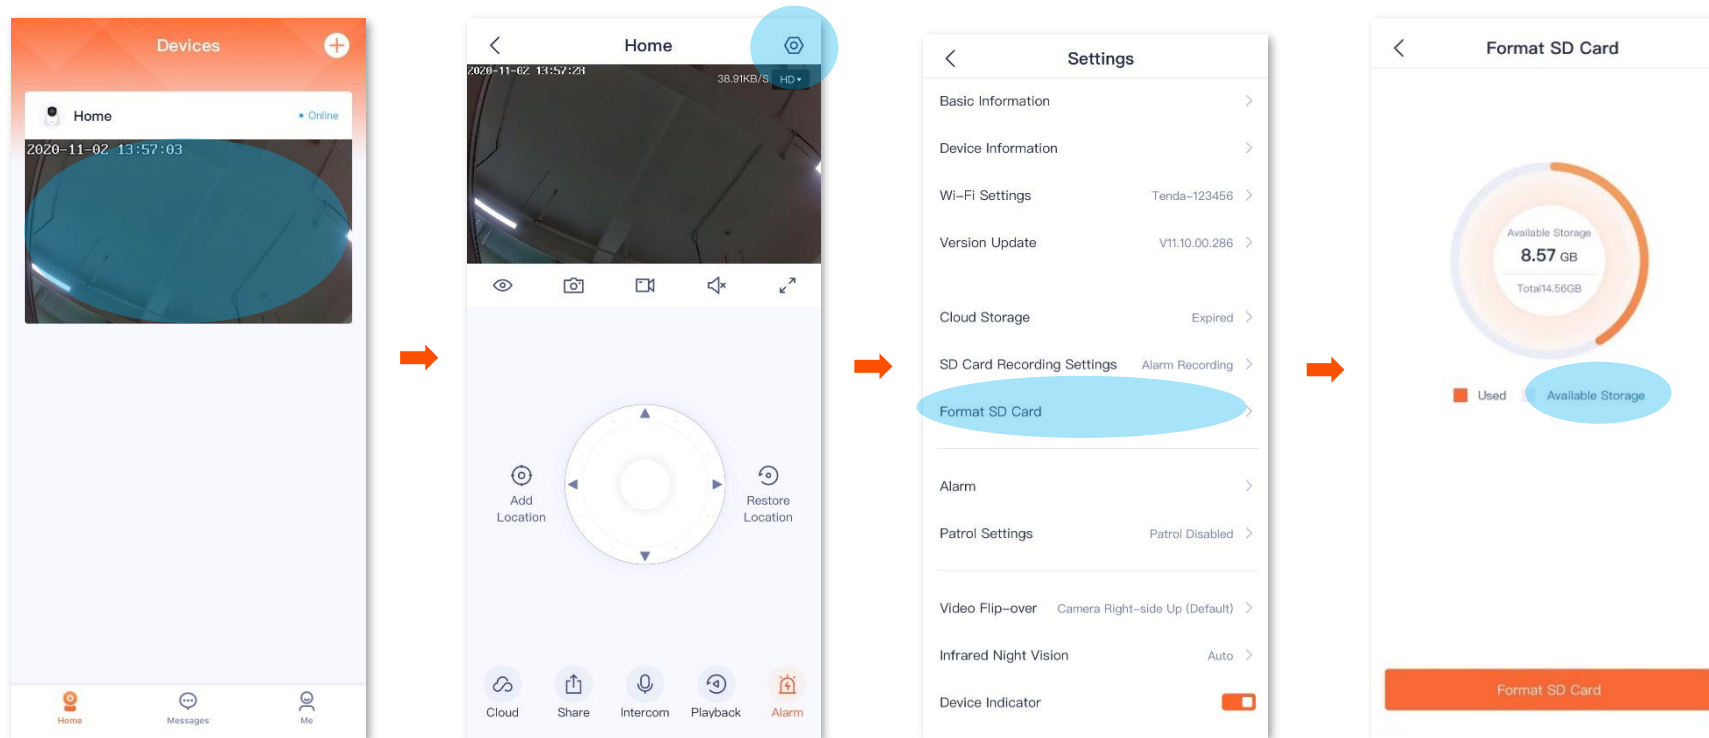 Devices
Home
Online
2020-11-02 13:57:03
Home
Messages
Me
Home
2020-11-02 13:57:28
38.91KB/S
HD
Add
Location
Restore
Location
Cloud
Share
Intercom
Playback
Alarm
Settings
Basic Information
Device Information
Wi-Fi Settings Tenda-123456
Version Update V11.10.00.286
Cloud Storage Expired
SD Card Recording Settings Alarm Recording
Format SD Card
Alarm
Patrol Settings Patrol Disabled
Video Flip-over Camera Right-side Up (Default)
Infrared Night Vision Auto
Device Indicator
Format SD Card
Available Storage
8.57 GB
Total14.56GB
Used Available Storage
Format SD Card